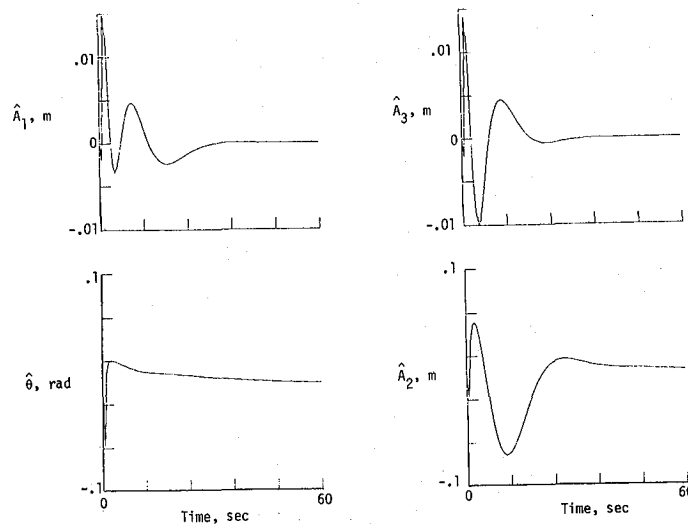 .01
Â₁, m
0
-.01
.01
Â₃, m
0
-.01
.1
θ̂, rad
-.1
0
60
Time, sec
.1
Â₂, m
-.1
0
60
Time, sec